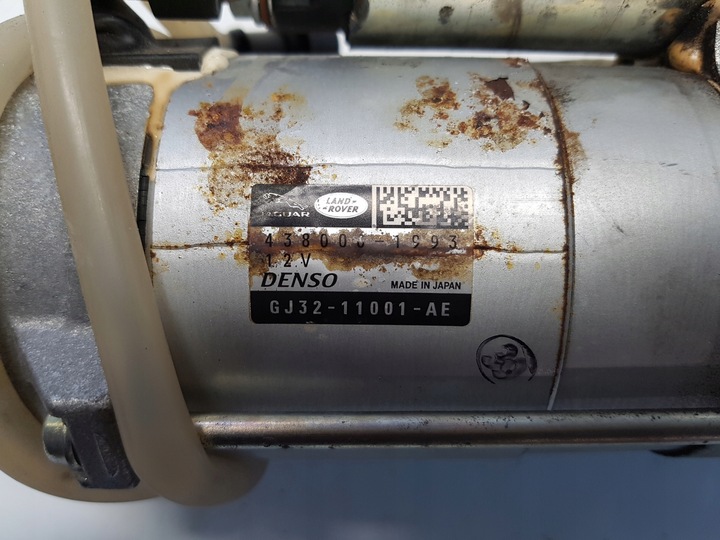 JAGUAR
LAND-
-ROVER
438000-1993
12V
DENSO
MADE IN JAPAN
GJ32-11001-AE